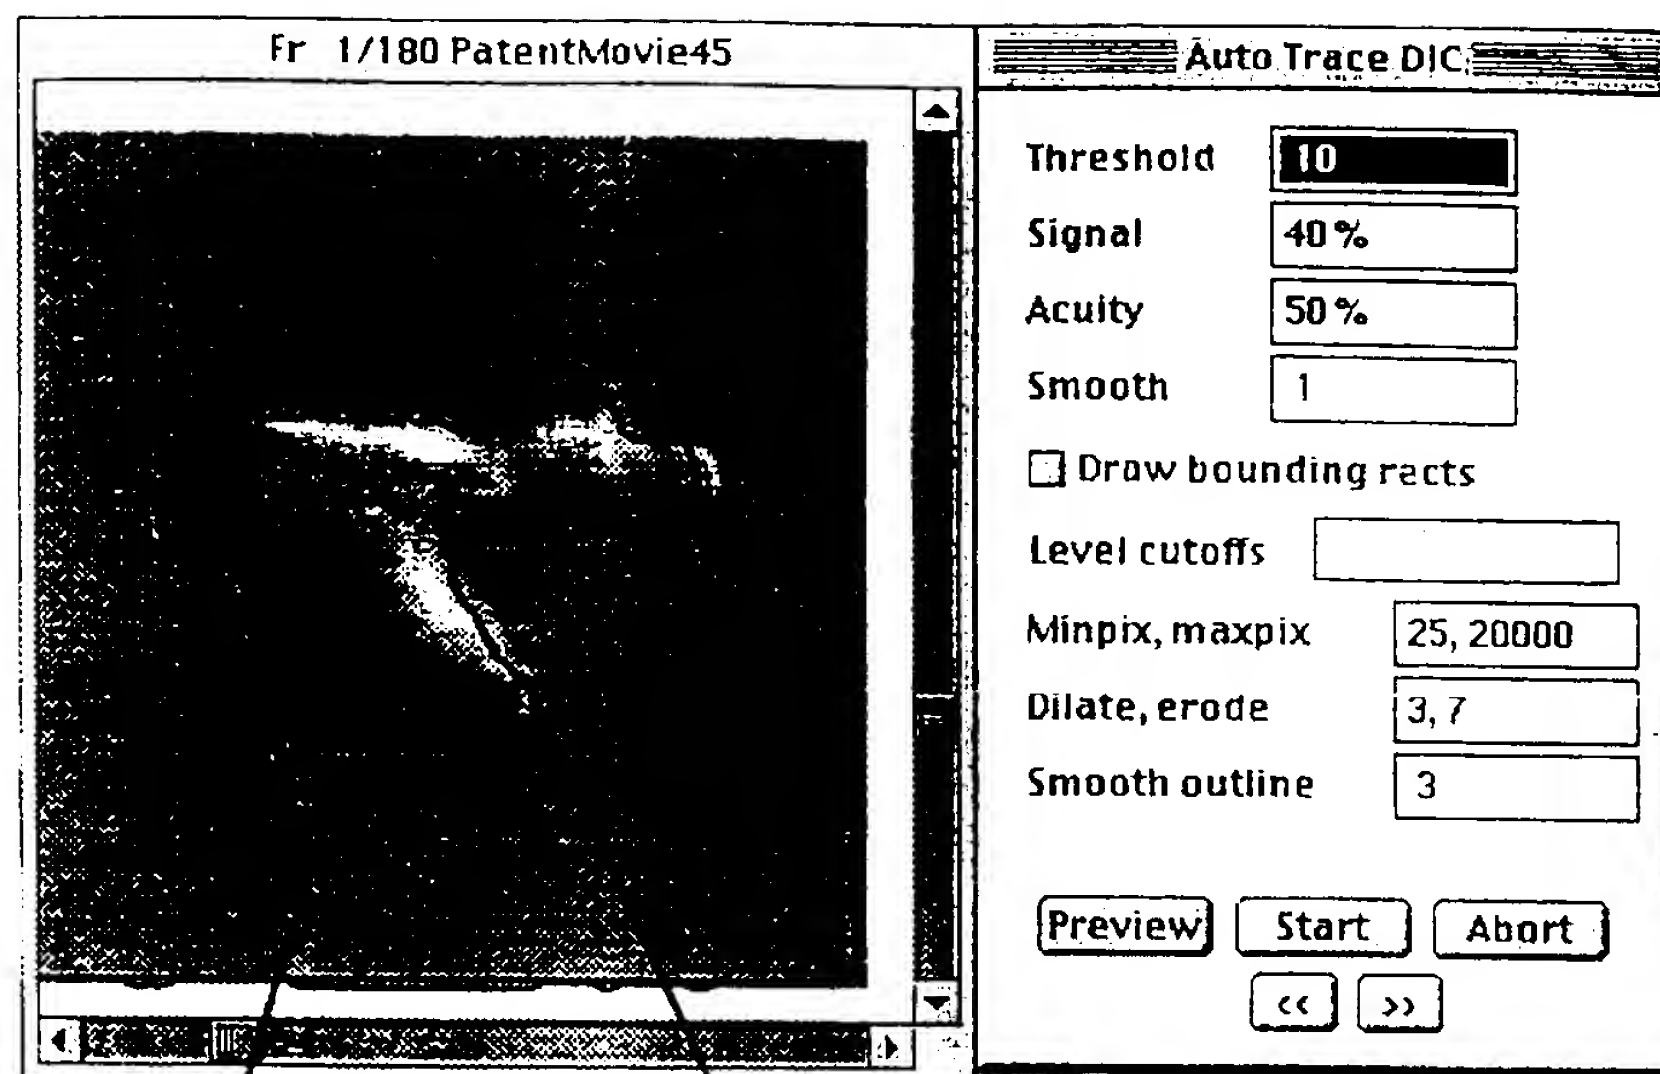 Fr 1/180 PatentMovie45
Auto Trace DIC
Threshold 10
Signal 40%
Acuity 50%
Smooth 1
Draw bounding rects
Level cutoffs
Minpix, maxpix 25, 20000
Dilate, erode 3, 7
Smooth outline 3
Preview Start Abort
<< >>